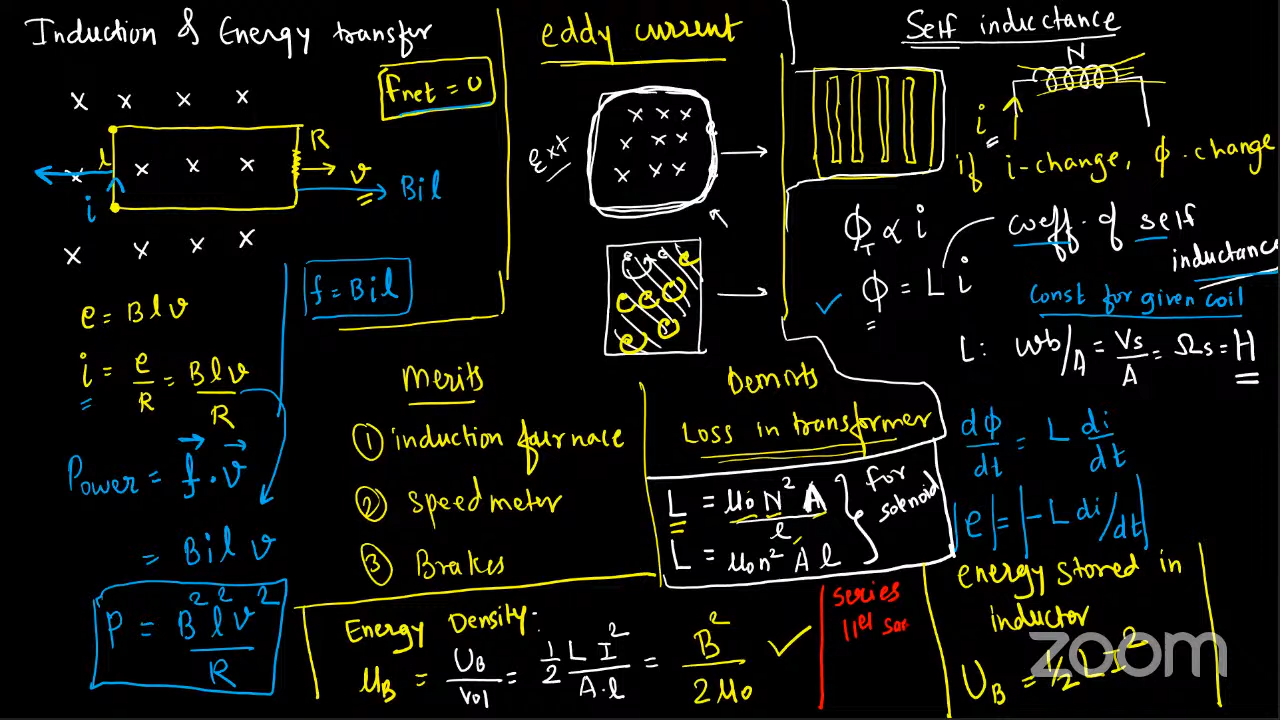 Induction & Energy transfer
fnet = 0
x x x x
l x x x x R
v
i
Bil
x x x x
f = Bil
e = Blv
i = e/R = Blv/R
Power = f · v
= Bilv
P = B²l²v²/R
eddy current
ext
x x x
x x x
x x x
Merits
① induction furnace
② speedmeter
③ Brakes
Demerits
Loss in transformer
L = μ₀N²A/l
L = μ₀n²Al
} for solenoid
Energy Density:
μB = UB/Vol = ½LI²/A·l = B²/2μ₀ ✓
series
Self inductance
N
i
if i-change, φ-change
φT ∝ i
✓ φ = Li
coeff. of self
inductance
Const for given coil
L: Wb/A = Vs/A = Ωs = H
dφ/dt = L di/dt
|e| = |-L di/dt|
energy stored in
inductor
UB = ½LI²
zoom